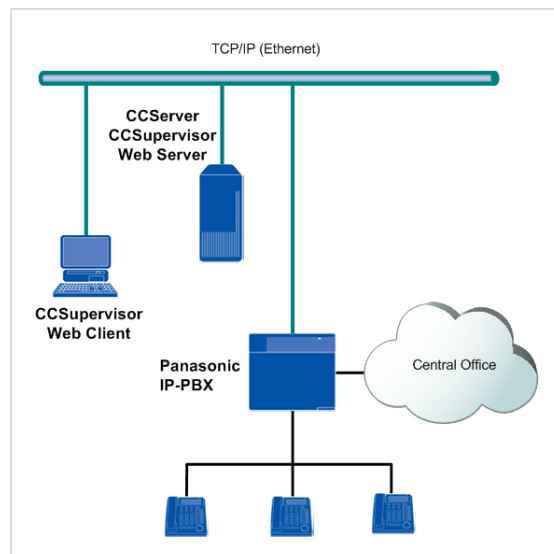 TCP/IP (Ethernet)
CCServer
CCSupervisor
Web Server
CCSupervisor
Web Client
Panasonic
IP-PBX
Central Office